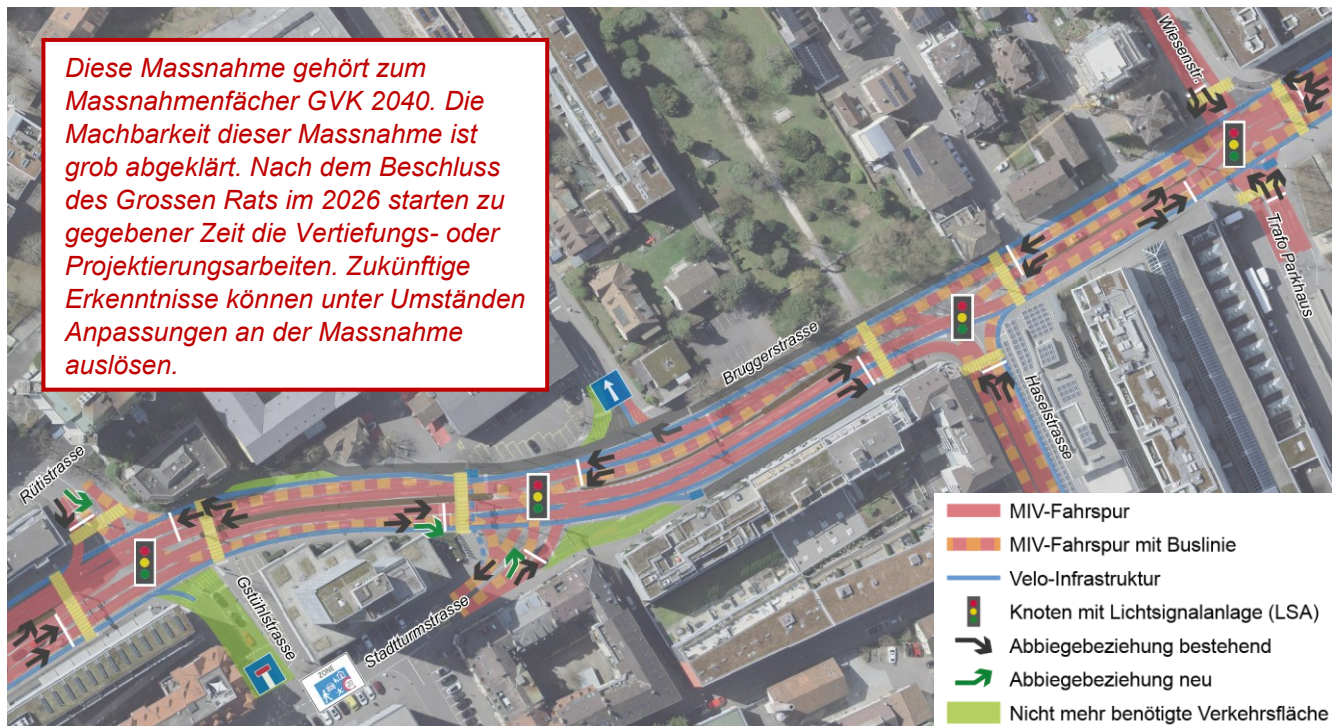 Diese Massnahme gehört zum
Massnahmenfächer GVK 2040. Die
Machbarkeit dieser Massnahme ist
grob abgeklärt. Nach dem Beschluss
des Grossen Rats im 2026 starten zu
gegebener Zeit die Vertiefungs- oder
Projektierungsarbeiten. Zukünftige
Erkenntnisse können unter Umständen
Anpassungen an der Massnahme
auslösen.
Wiesenstr.
Trafo Parkhaus
Bruggerstrasse
Haselstrasse
Rütistrasse
Gstühlstrasse
Stadtturmstrasse
ZONE
MIV-Fahrspur
MIV-Fahrspur mit Buslinie
Velo-Infrastruktur
Knoten mit Lichtsignalanlage (LSA)
Abbiegebeziehung bestehend
Abbiegebeziehung neu
Nicht mehr benötigte Verkehrsfläche